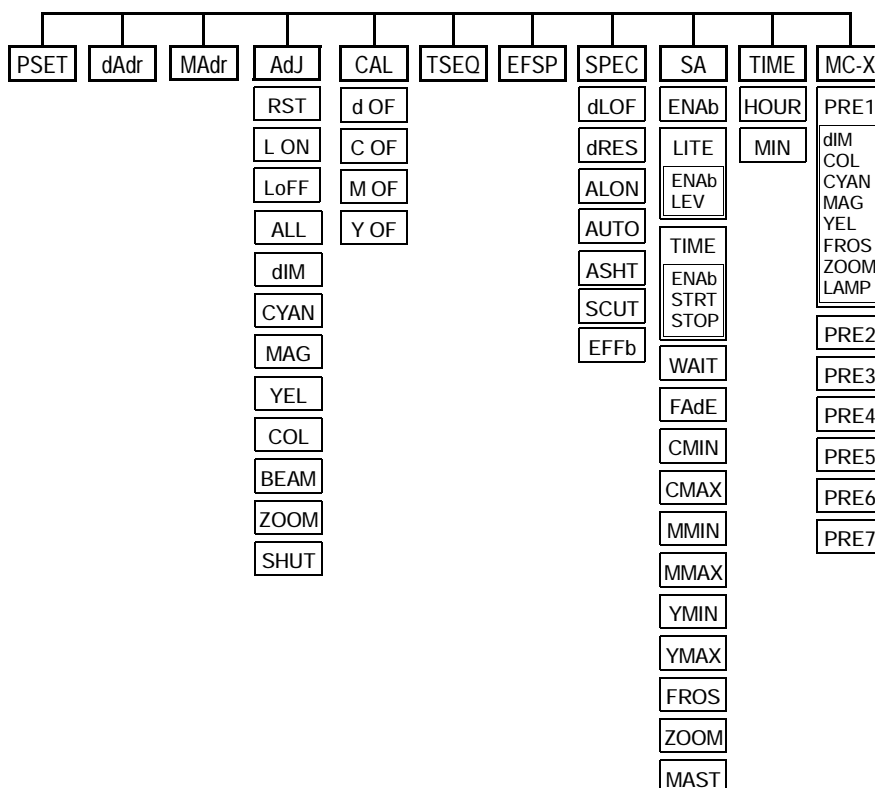 PSET dAdr MAdr AdJ CAL TSEQ EFSP SPEC SA TIME MC-X
RST
L ON
LoFF
ALL
dIM
CYAN
MAG
YEL
COL
BEAM
ZOOM
SHUT
d OF
C OF
M OF
Y OF
dLOF
dRES
ALON
AUTO
ASHT
SCUT
EFFb
ENAb
LITE
ENAb
LEV
TIME
ENAb
STRT
STOP
WAIT
FAdE
CMIN
CMAX
MMIN
MMAX
YMIN
YMAX
FROS
ZOOM
MAST
HOUR
MIN
PRE1
dIM
COL
CYAN
MAG
YEL
FROS
ZOOM
LAMP
PRE2
PRE3
PRE4
PRE5
PRE6
PRE7